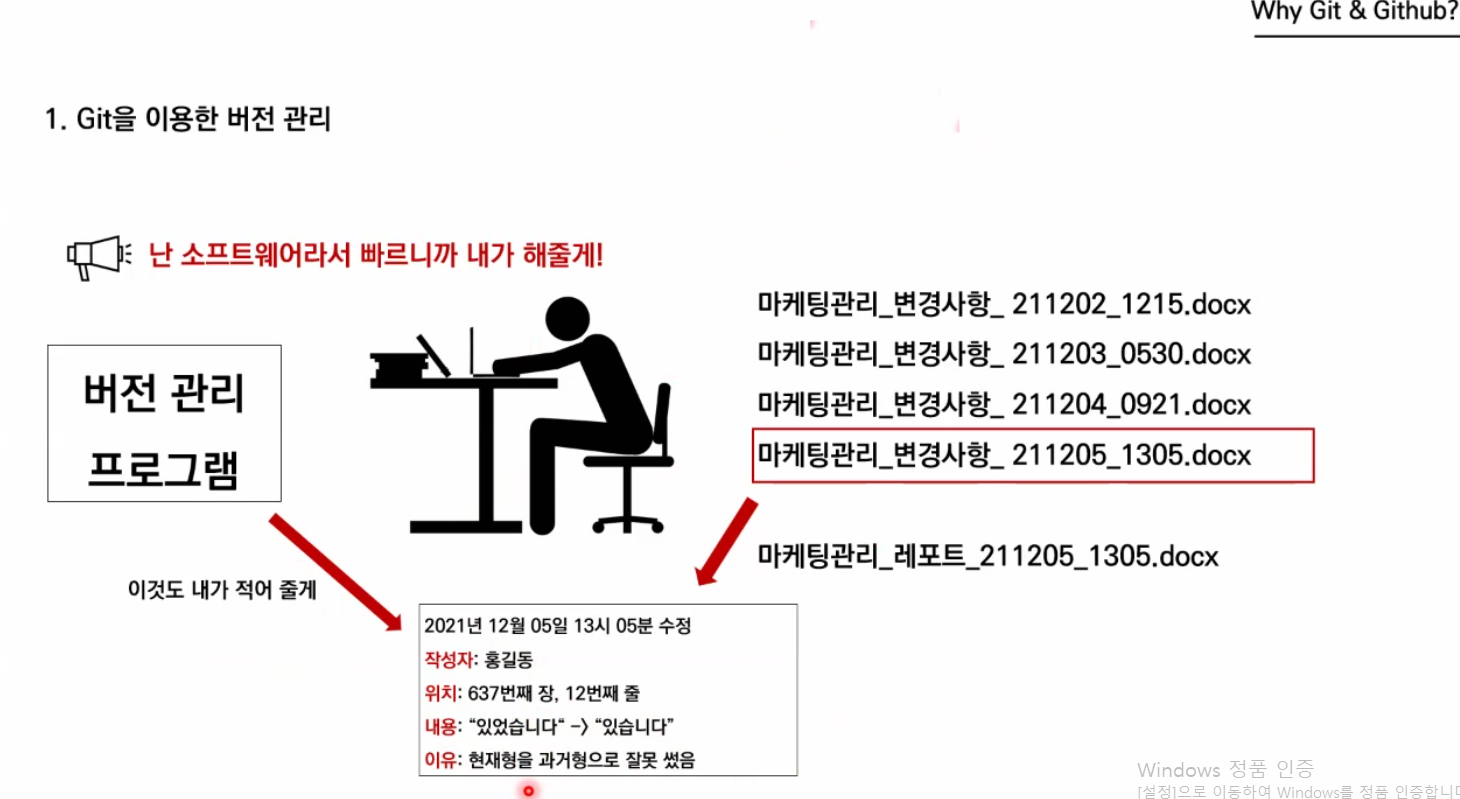 Why Git & Github?
1. Git을 이용한 버전 관리
난 소프트웨어라서 빠르니까 내가 해줄게!
버전 관리
프로그램
이것도 내가 적어 줄게
마케팅관리_변경사항_ 211202_1215.docx
마케팅관리_변경사항_ 211203_0530.docx
마케팅관리_변경사항_ 211204_0921.docx
마케팅관리_변경사항_ 211205_1305.docx
마케팅관리_레포트_211205_1305.docx
2021년 12월 05일 13시 05분 수정
작성자: 홍길동
위치: 637번째 장, 12번째 줄
내용: “있었습니다“ -> “있습니다”
이유: 현재형을 과거형으로 잘못 썼음
Windows 정품 인증
[설정]으로 이동하여 Windows를 정품 인증합니다